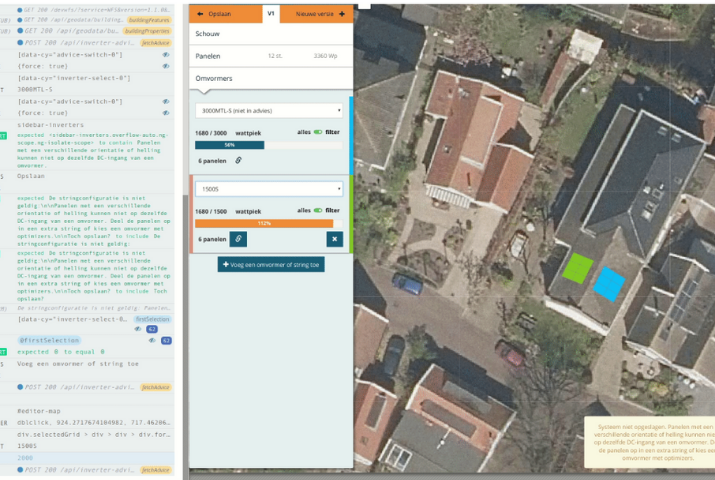 GET 200 /api/geodata/building... buildingFeatures
GET 200 /api/geodata/bu... buildingProperties
POST 200 /api/inverter-advi... fetchAdvice
[data-cy="advice-switch-0"]
{force: true}
[data-cy="inverter-select-0"]
3000MTL-S
[data-cy="advice-switch-0"]
{force: true}
sidebar-inverters
expected <sidebar-inverters.overflow-auto.ng-
scope.ng-isolate-scope> to contain Panelen
met een verschillende orientatie of helling
kunnen niet op dezelfde DC-ingang van een
omvormer.
Opslaan
expected De stringconfiguratie is niet
geldig:\n\nPanelen met een verschillende
orientatie of helling kunnen niet op dezelfde
DC-ingang van een omvormer. Deel de panelen op
in een extra string of kies een omvormer met
optimizers.\n\nToch opslaan? to include De
stringconfiguratie is niet geldig:
expected De stringconfiguratie is niet
geldig:\n\nPanelen met een verschillende
orientatie of helling kunnen niet op dezelfde
DC-ingang van een omvormer. Deel de panelen op
in een extra string of kies een omvormer met
optimizers.\n\nToch opslaan? to include Toch
opslaan?
De stringconfiguratie is niet geldig: Panelen...
[data-cy="inverter-select-0... firstSelection
62
@firstSelection 62
expected 0 to equal 0
Voeg een omvormer of string toe
POST 200 /api/inverter-advi... fetchAdvice
#editor-map
dblclick, 924.2717674104982, 717.46206...
div.selectedGrid > div > div > div.for...
1500S
2000
POST 200 /api/inverter-advi... fetchAdvice
Opslaan V1 Nieuwe versie +
Schouw
Panelen 12 st. 3360 Wp
Omvormers
3000MTL-S (niet in advies)
1680 / 3000 wattpiek alles filter
56%
6 panelen
1500S
1680 / 1500 wattpiek alles filter
112%
6 panelen
+ Voeg een omvormer of string toe
Systeem niet opgeslagen. Panelen met een
verschillende orientatie of helling kunnen niet
op dezelfde DC-ingang van een omvormer. Deel
de panelen op in een extra string of kies een
omvormer met optimizers.